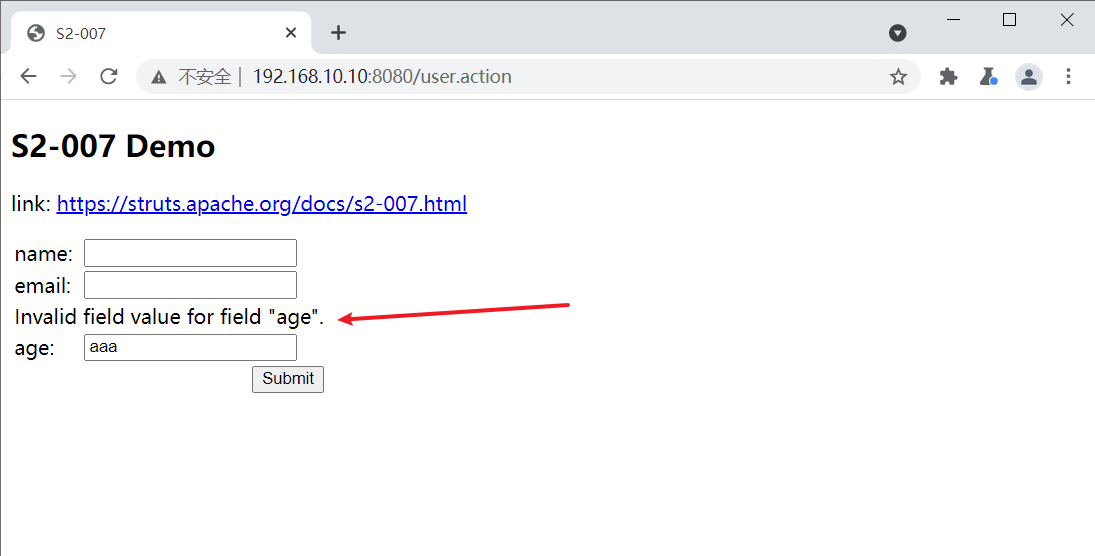 S2-007
不安全 | 192.168.10.10:8080/user.action
S2-007 Demo
link: https://struts.apache.org/docs/s2-007.html
name:
email:
Invalid field value for field "age".
age: aaa
Submit